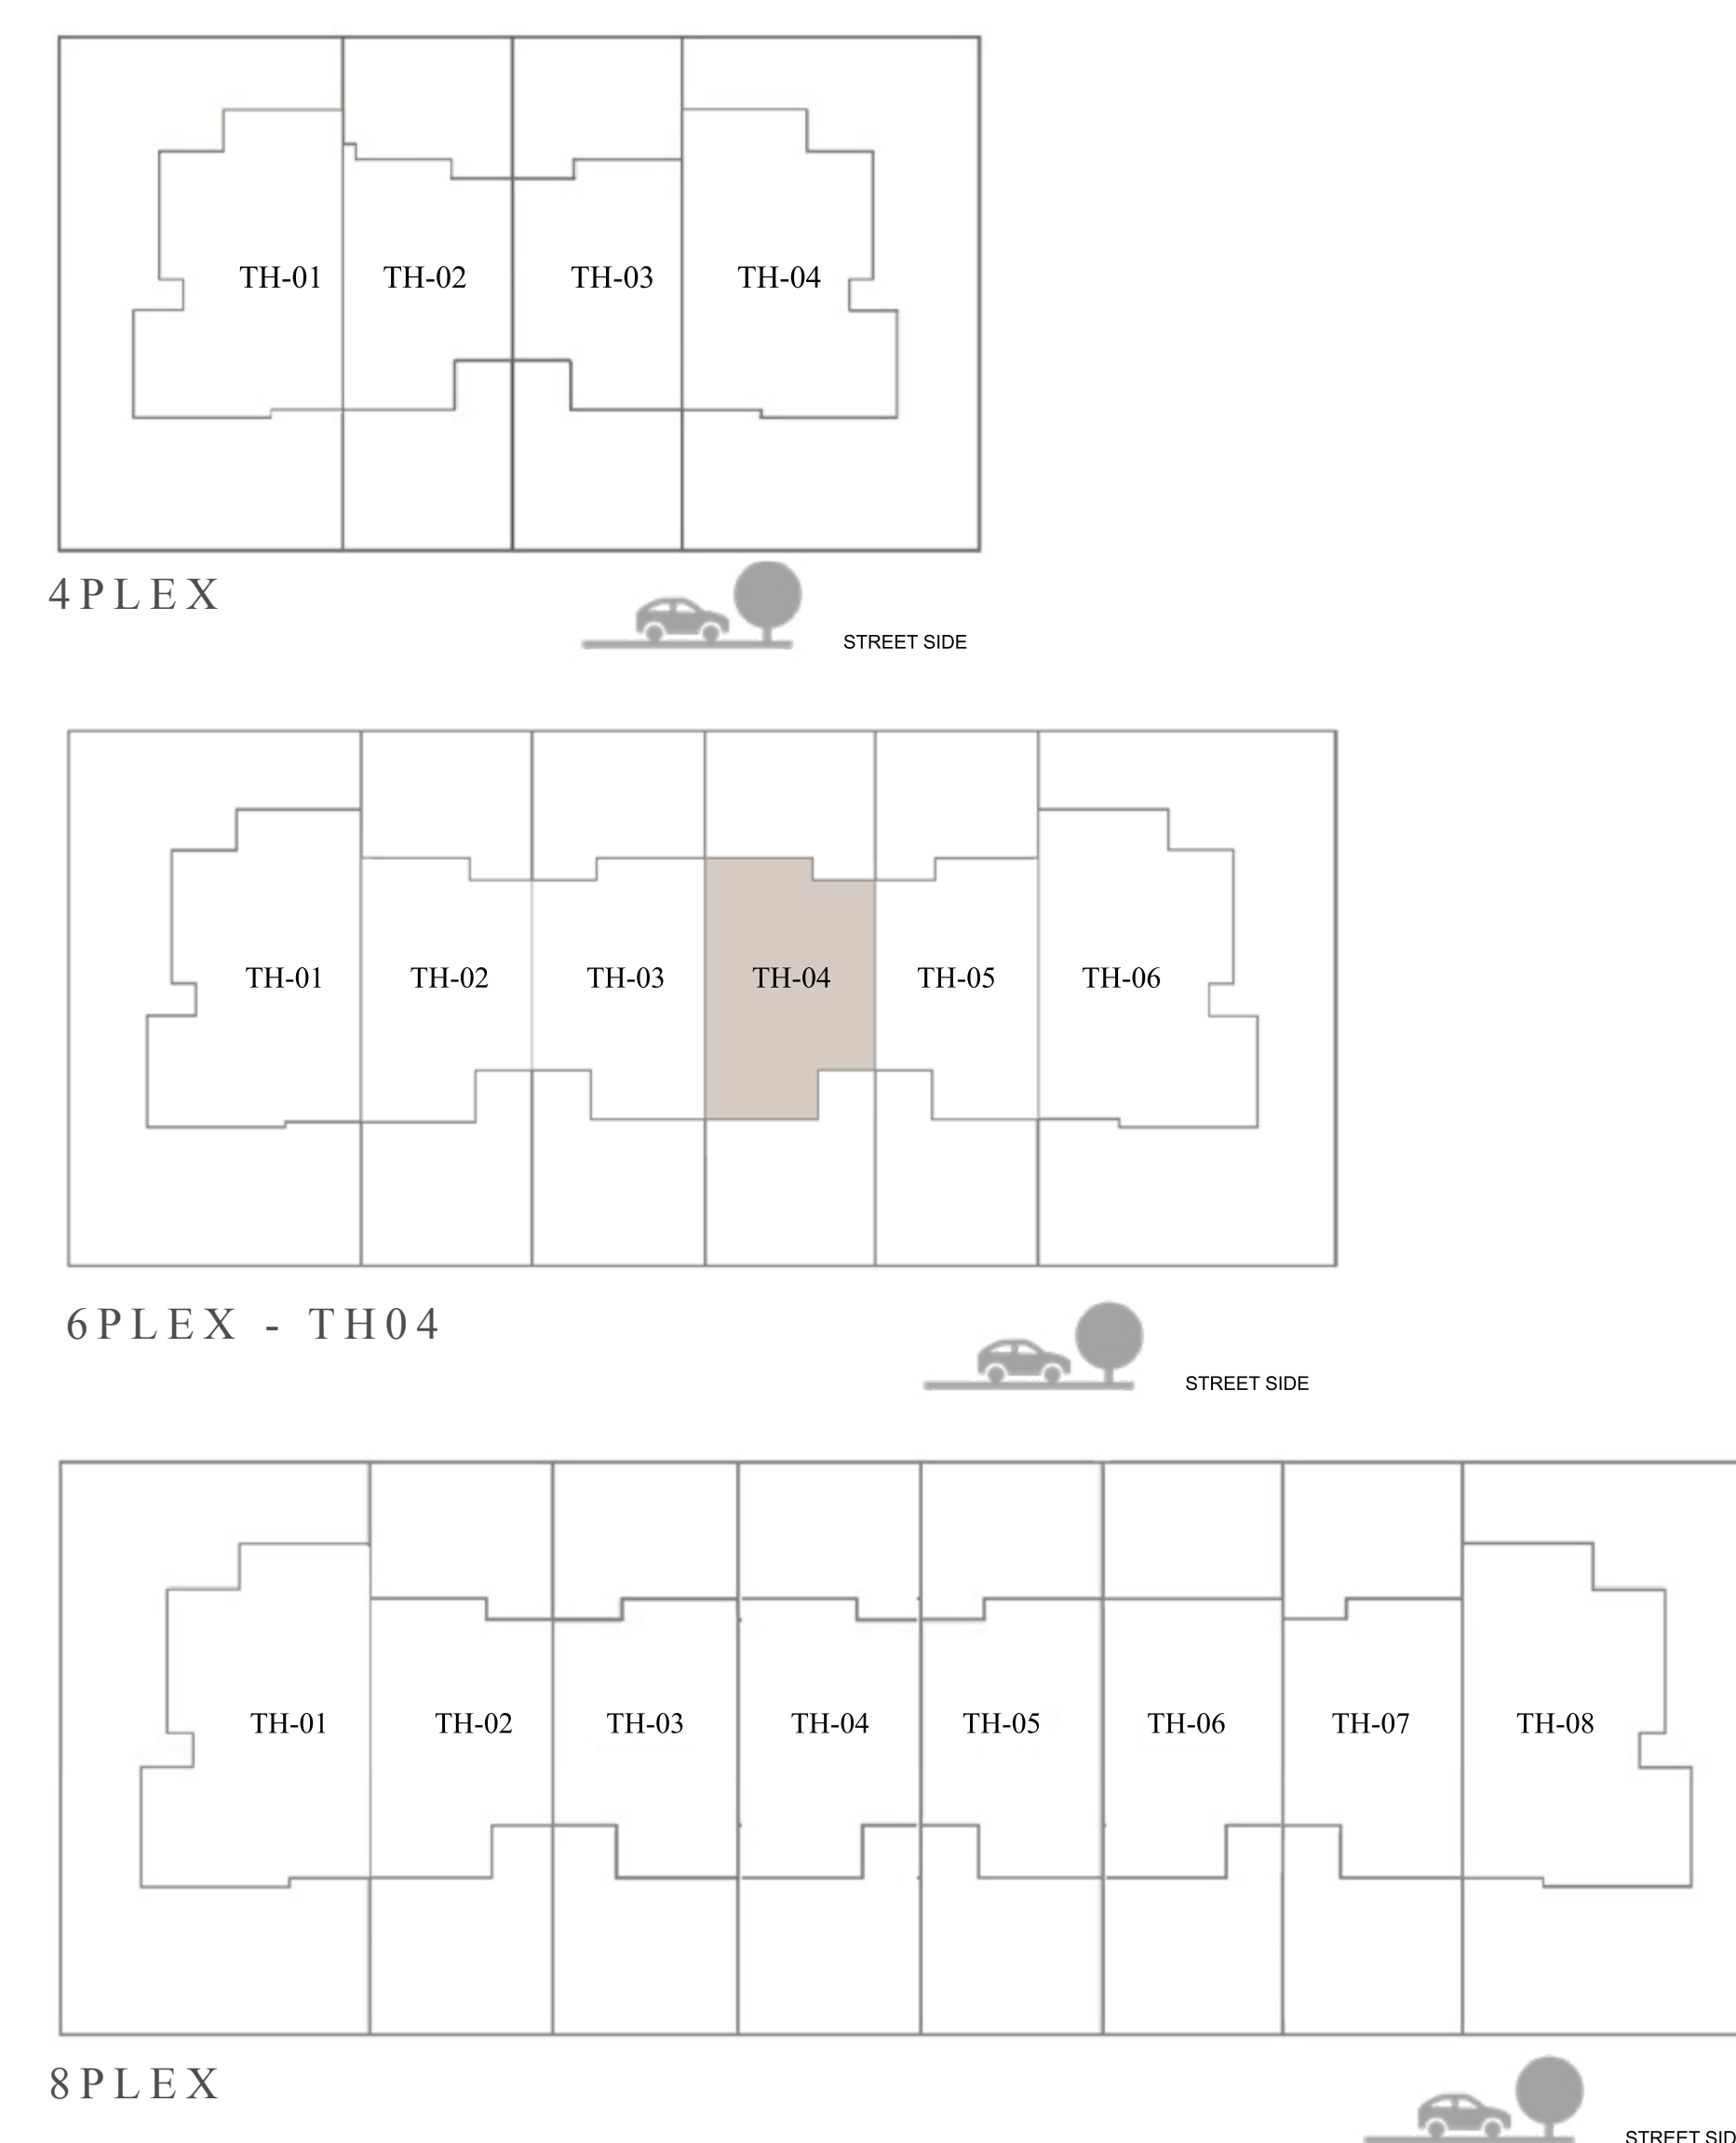 TH-01 TH-02 TH-03 TH-04
4PLEX
STREET SIDE
TH-01 TH-02 TH-03 TH-04 TH-05 TH-06
6PLEX - TH04
STREET SIDE
TH-01 TH-02 TH-03 TH-04 TH-05 TH-06 TH-07 TH-08
8PLEX
STREET SID